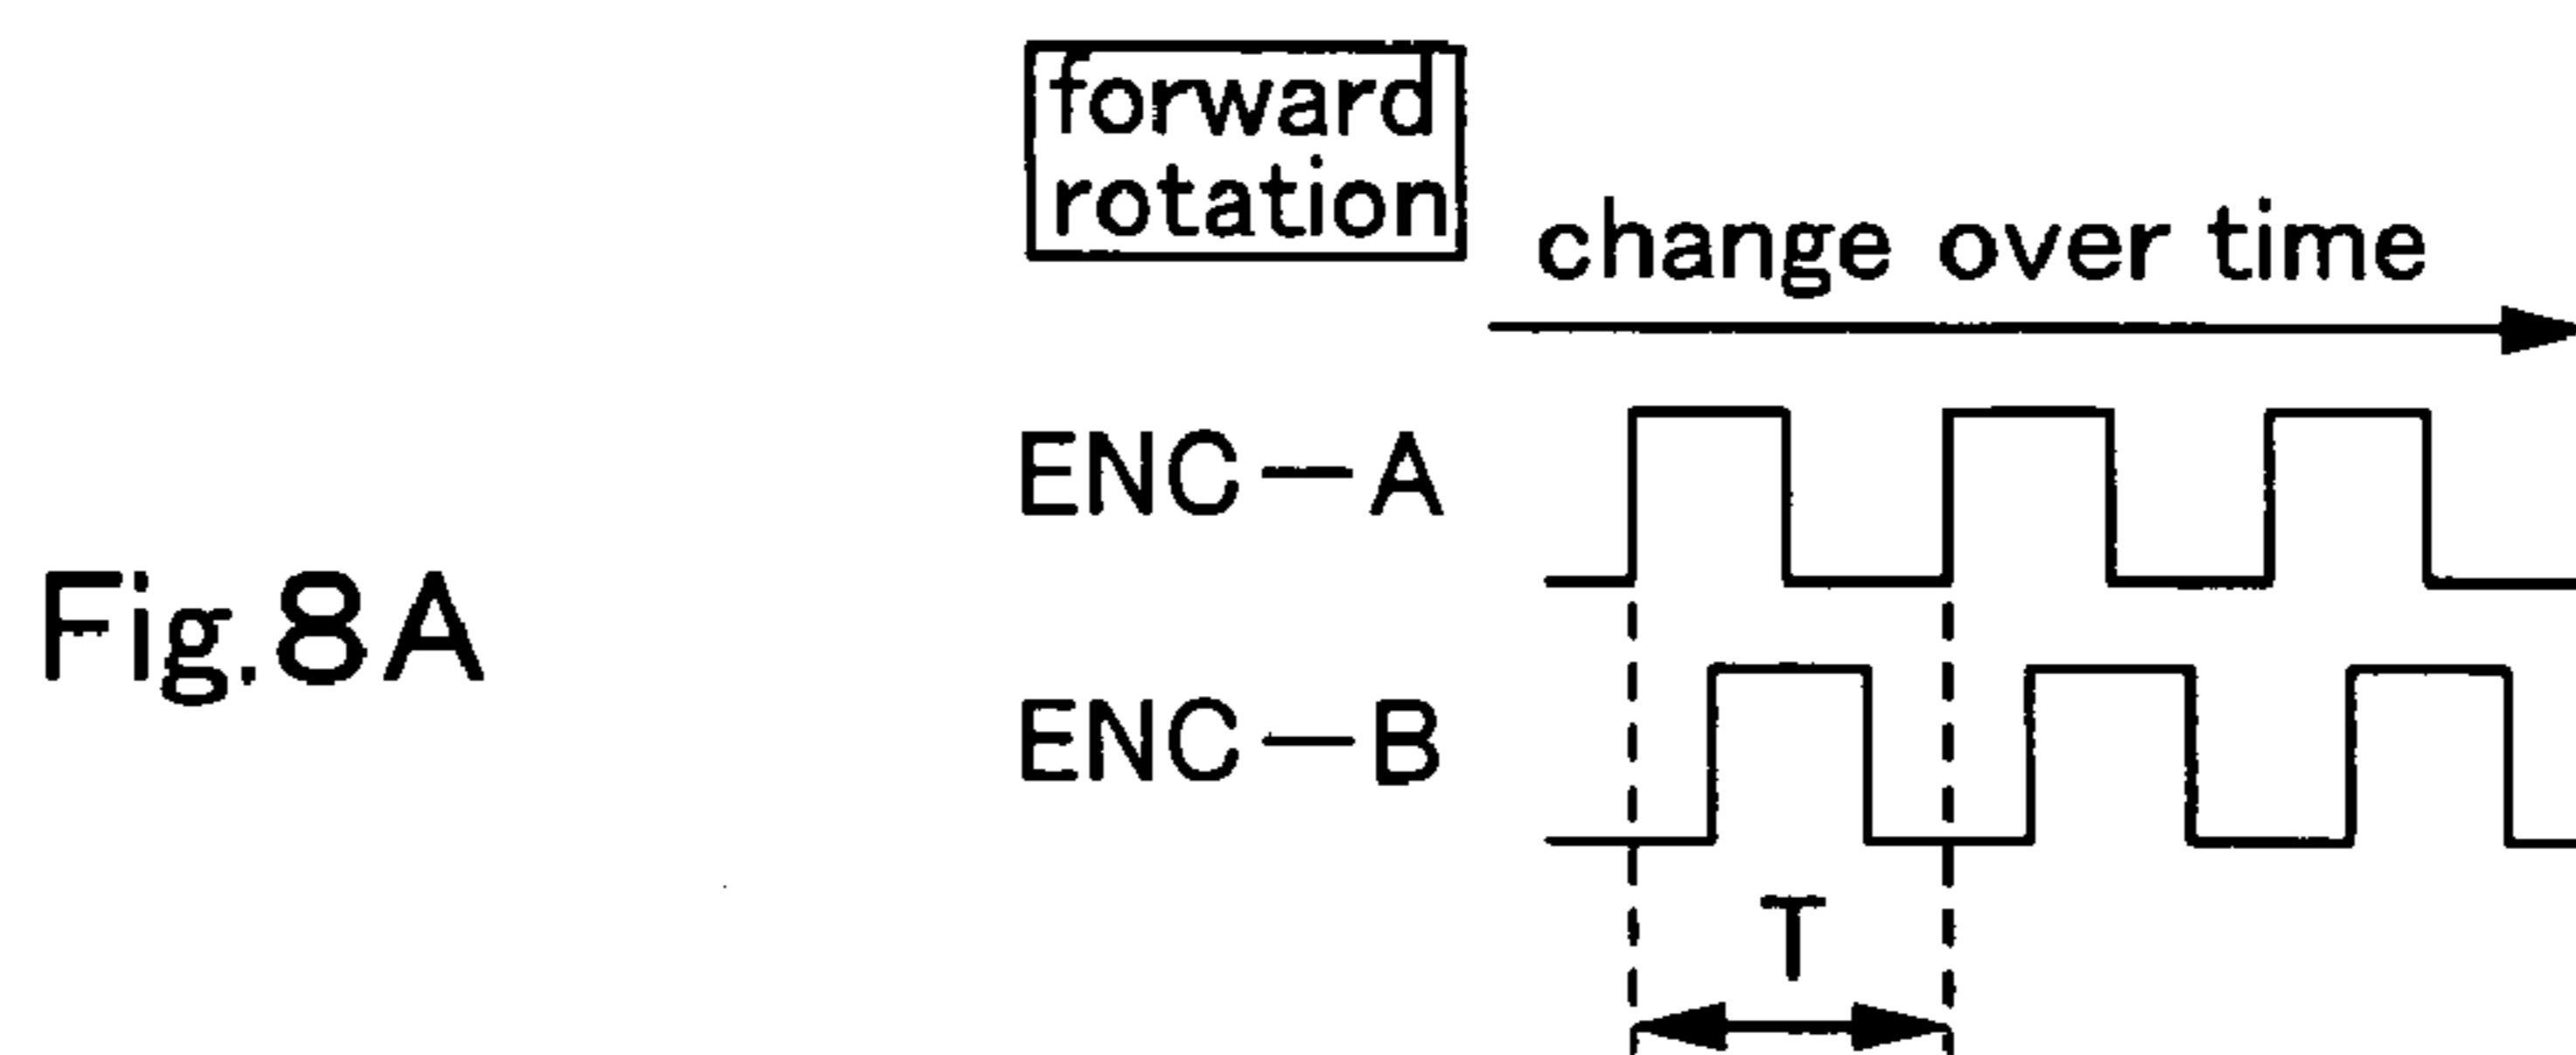 forward
rotation
change over time
ENC-A
Fig.8A
ENC-B
T